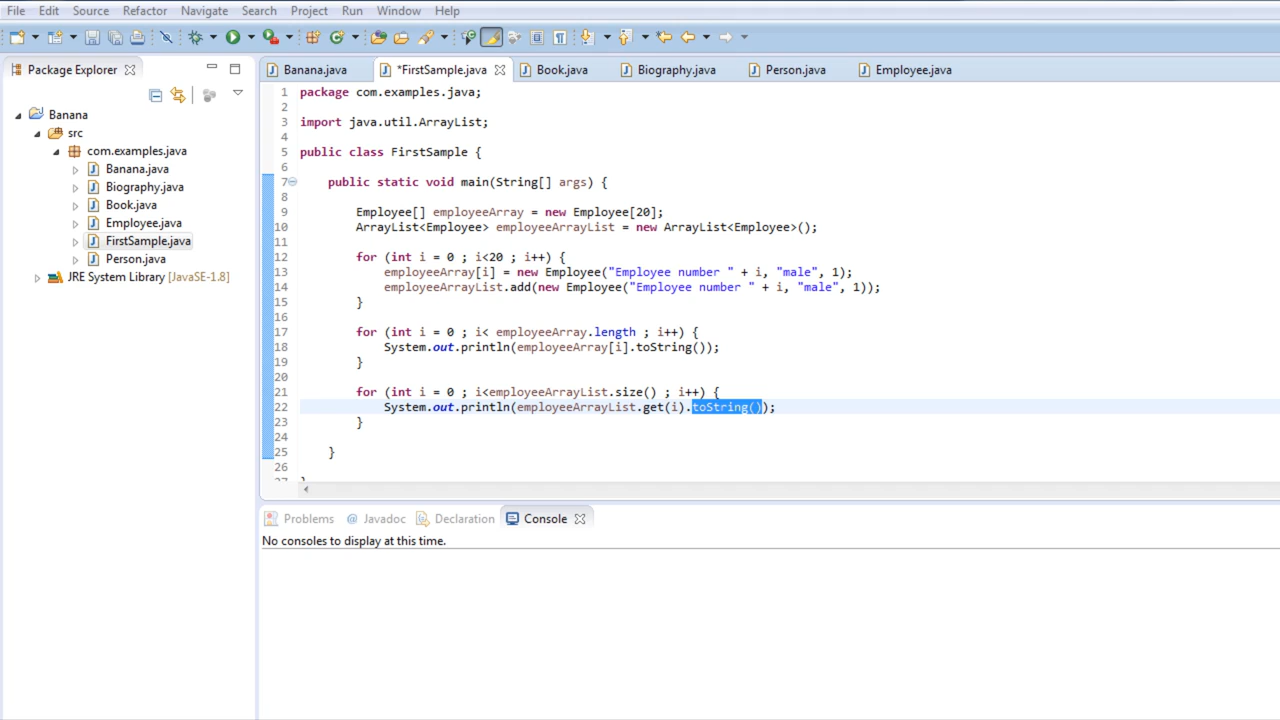 File Edit Source Refactor Navigate Search Project Run Window Help
Package Explorer
Banana.java *FirstSample.java Book.java Biography.java Person.java Employee.java
Banana
src
com.examples.java
Banana.java
Biography.java
Book.java
Employee.java
FirstSample.java
Person.java
JRE System Library [JavaSE-1.8]
1 package com.examples.java;
2
3 import java.util.ArrayList;
4
5 public class FirstSample {
6
7 public static void main(String[] args) {
8
9 Employee[] employeeArray = new Employee[20];
10 ArrayList<Employee> employeeArrayList = new ArrayList<Employee>();
11
12 for (int i = 0 ; i<20 ; i++) {
13 employeeArray[i] = new Employee("Employee number " + i, "male", 1);
14 employeeArrayList.add(new Employee("Employee number " + i, "male", 1));
15 }
16
17 for (int i = 0 ; i< employeeArray.length ; i++) {
18 System.out.println(employeeArray[i].toString());
19 }
20
21 for (int i = 0 ; i<employeeArrayList.size() ; i++) {
22 System.out.println(employeeArrayList.get(i).toString());
23 }
24
25 }
26
27 }
Problems @ Javadoc Declaration Console
No consoles to display at this time.